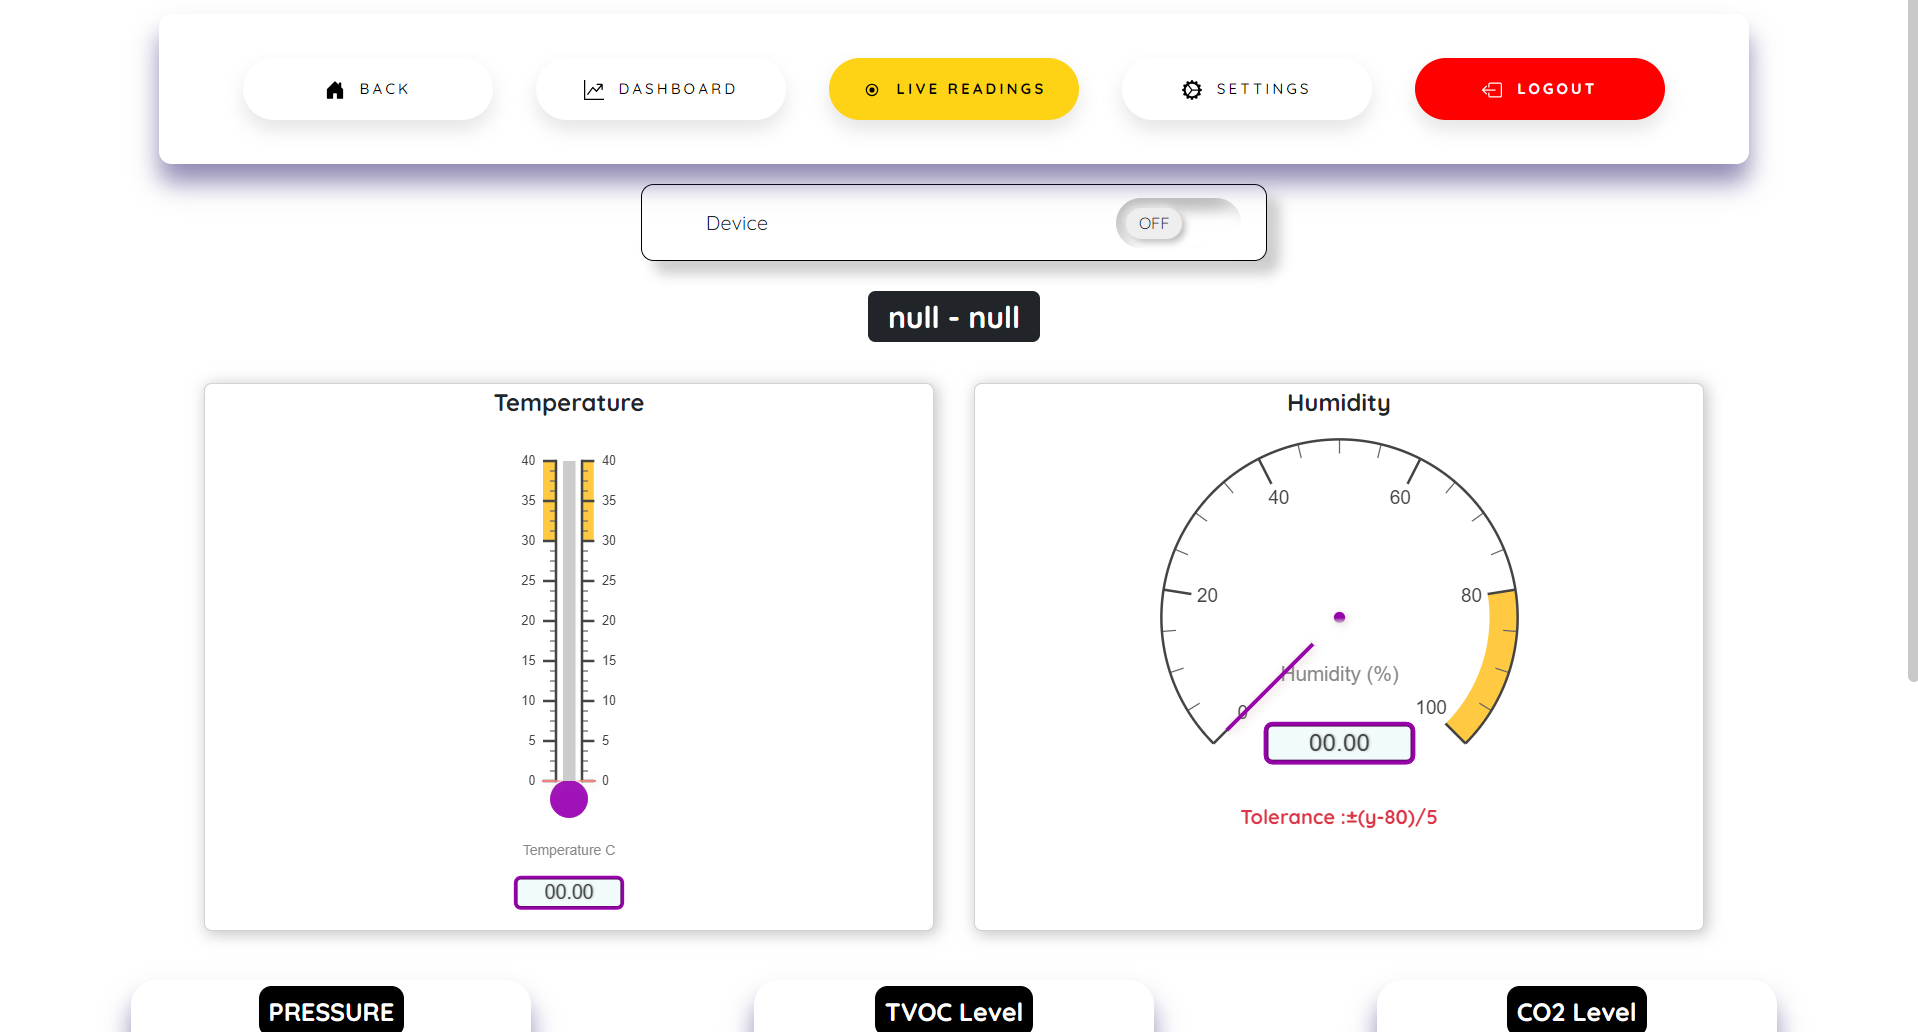 BACK
DASHBOARD
LIVE READINGS
SETTINGS
LOGOUT
Device
OFF
null - null
Temperature
40 40
35 35
30 30
25 25
20 20
15 15
10 10
5 5
0 0
Temperature C
00.00
Humidity
40 60
20 80
Humidity (%)
0 100
00.00
Tolerance :±(y-80)/5
PRESSURE
TVOC Level
CO2 Level